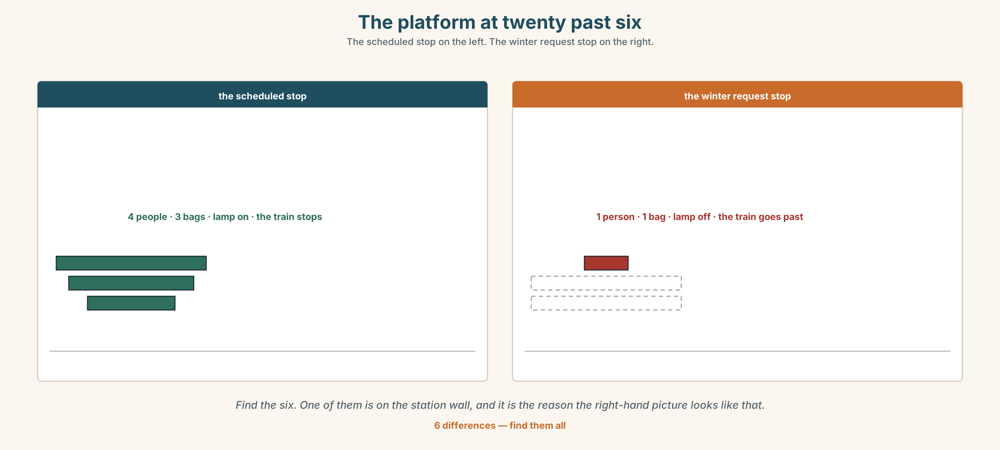 The platform at twenty past six
The scheduled stop on the left. The winter request stop on the right.
the scheduled stop
the winter request stop
4 people · 3 bags · lamp on · the train stops
1 person · 1 bag · lamp off · the train goes past
Find the six. One of them is on the station wall, and it is the reason the right-hand picture looks like that.
6 differences — find them all